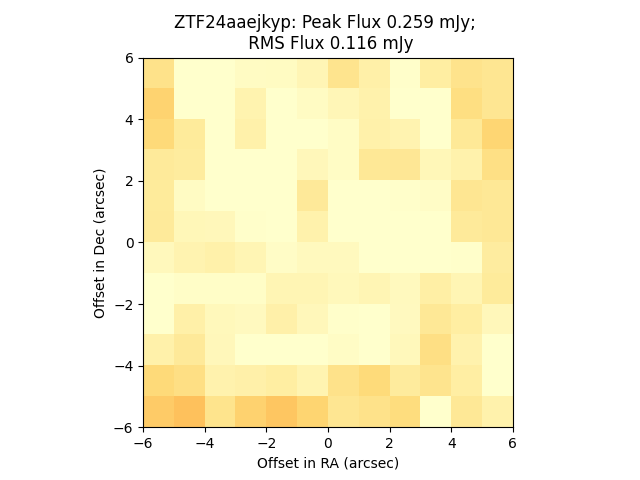 ZTF24aaejkyp: Peak Flux 0.259 mJy;
RMS Flux 0.116 mJy
6
4
2
0
−2
−4
−6
Offset in Dec (arcsec)
−6 −4 −2 0 2 4 6
Offset in RA (arcsec)